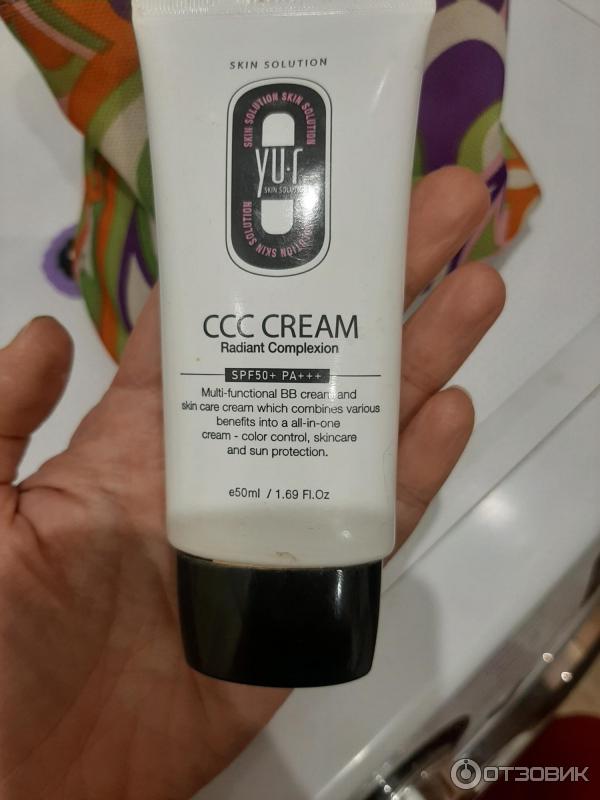 SKIN SOLUTION
SKIN SOLUTION SKIN SOLUTION
yu·r
SKIN SOLUTION
SKIN SOLUTION SKIN SOLUTION
CCC CREAM
Radiant Complexion
SPF50+ PA+++
Multi-functional BB cream and
skin care cream which combines various
benefits into a all-in-one
cream - color control, skincare
and sun protection.
e50ml / 1.69 Fl.Oz
ОТЗОВИК